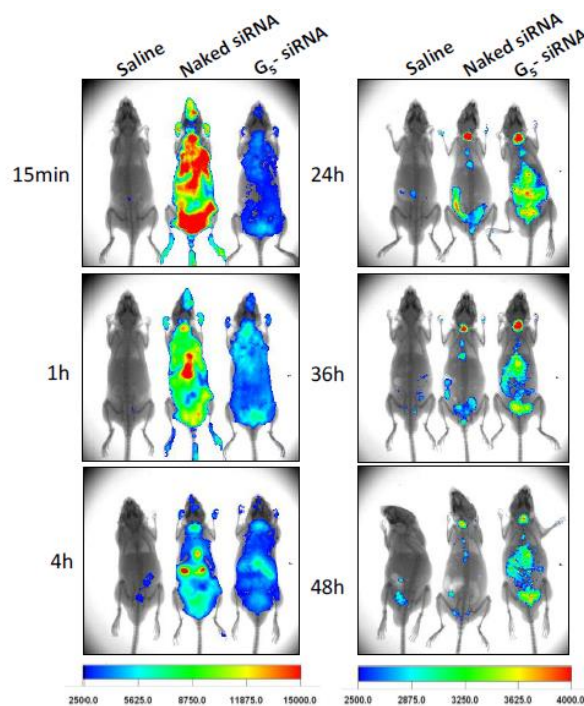 Saline Naked siRNA G₅- siRNA
Saline Naked siRNA G₅- siRNA
15min
24h
1h
36h
4h
48h
2500.0 5625.0 8750.0 11875.0 15000.0
2500.0 2875.0 3250.0 3625.0 4000.0